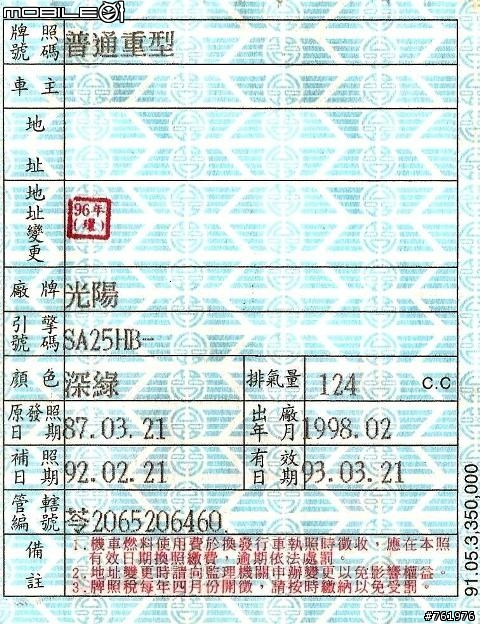 MOBILE01
牌照號碼 普通重型
車主
地址
地址變更 96年(壇)
廠牌 光陽
引擎號碼 SA25HB-
顏色 深綠 排氣量 124 C.C
原發照日期 87.03.21 出廠年月 1998.02
補照日期 92.02.21 有效日期 93.03.21
管轄編號 苓2065206460
備註 1、機車燃料使用費於換發行車執照時徵收，應在本照
有效日期換照繳費，逾期依法處罰。
2、地址變更時請向監理機關申辦變更以免影響權益。
3、牌照稅每年四月份開徵，請按時繳納以免受罰。
91.05.3,350,000
#761976